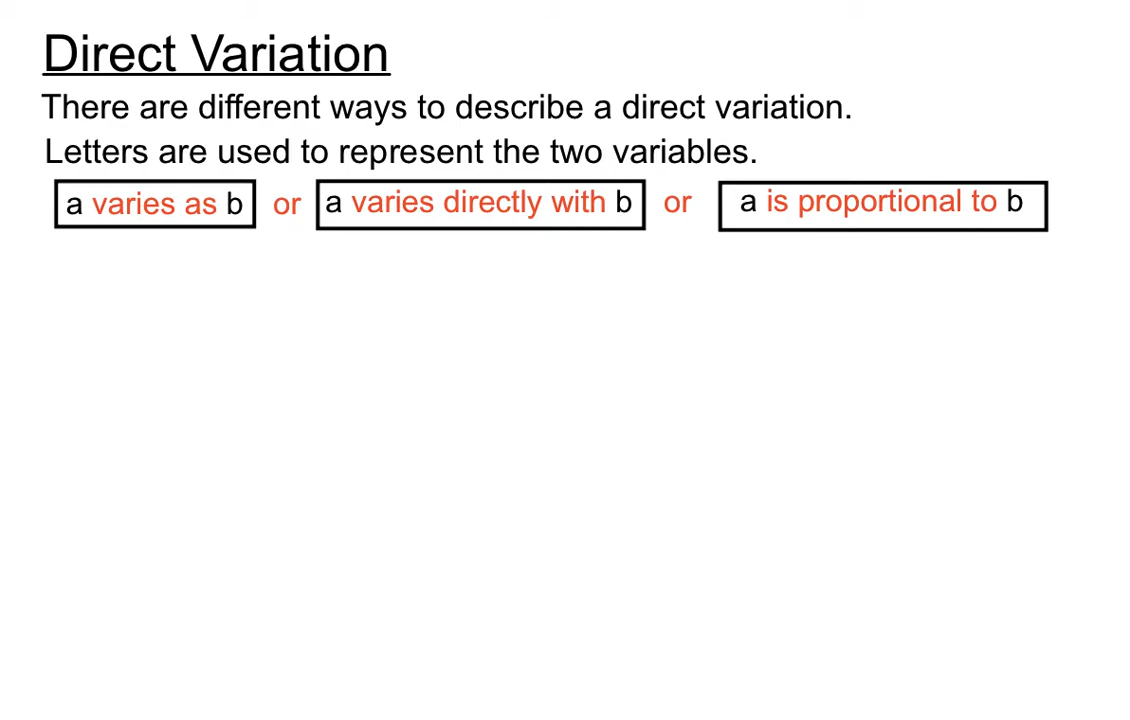 Direct Variation
There are different ways to describe a direct variation.
Letters are used to represent the two variables.
a varies as b or a varies directly with b or a is proportional to b